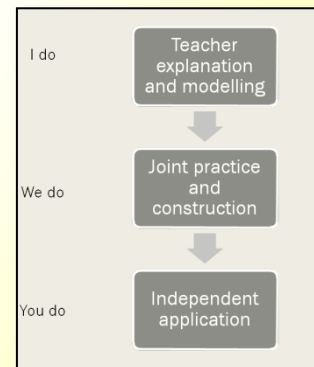 I do
Teacher
explanation
and modelling
We do
Joint practice
and
construction
You do
Independent
application